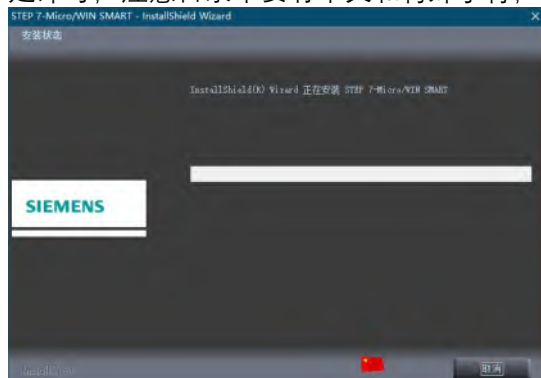 STEP 7-Micro/WIN SMART - InstallShield Wizard
安装状态
InstallShield(R) Wizard 正在安装 STEP 7-Micro/WIN SMART
SIEMENS
InstallShield
取消